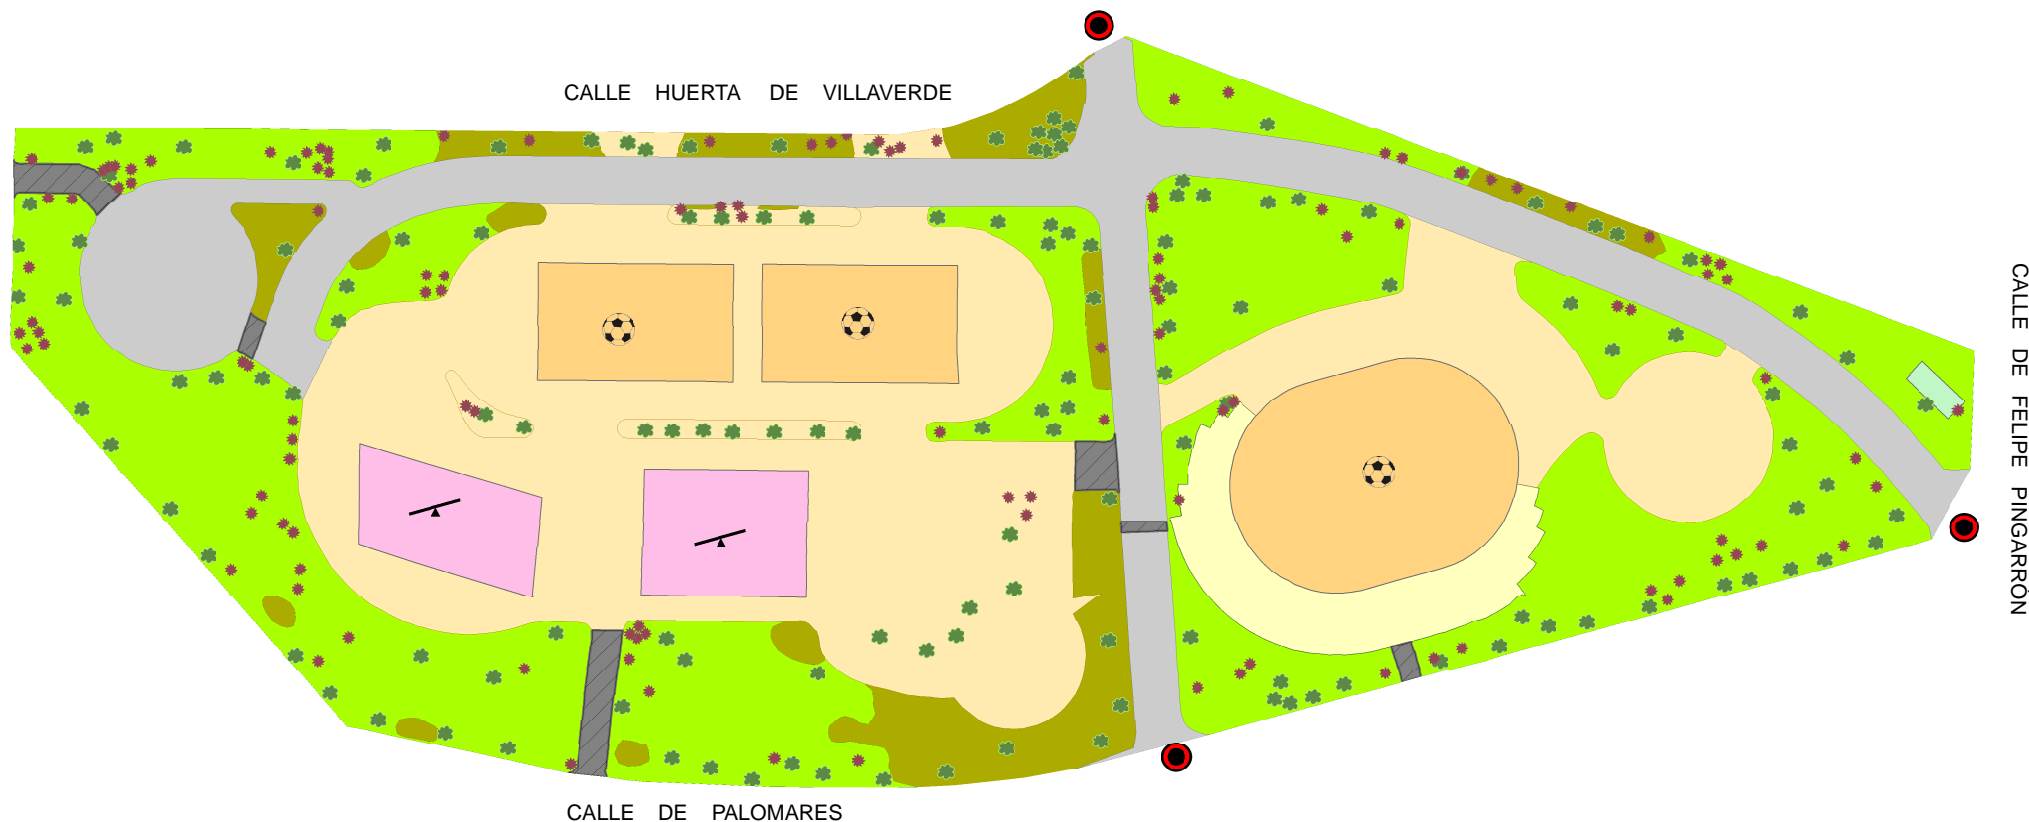 CALLE HUERTA DE VILLAVERDE
CALLE DE FELIPE PINGARRÓN
CALLE DE PALOMARES